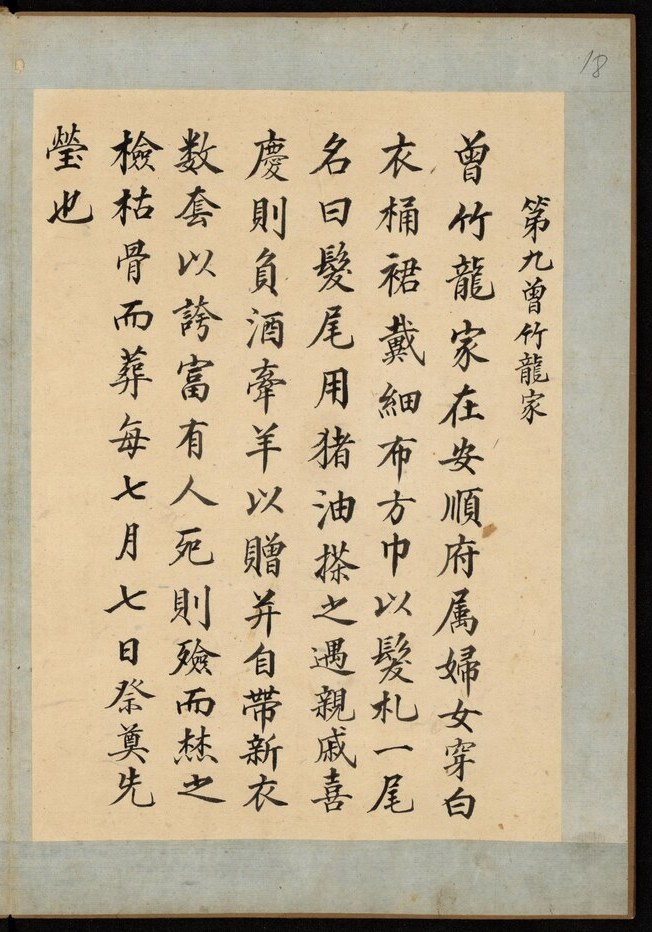 18
第九曾竹龍家
曾竹龍家在安順府属婦女穿白
衣桶裙戴細布方巾以髮札一尾
名曰髮尾用猪油搽之遇親戚喜
慶則負酒牽羊以贈并自帶新衣
数套以誇富有人死則殮而焚之
檢枯骨而葬每七月七日祭奠先
瑩也